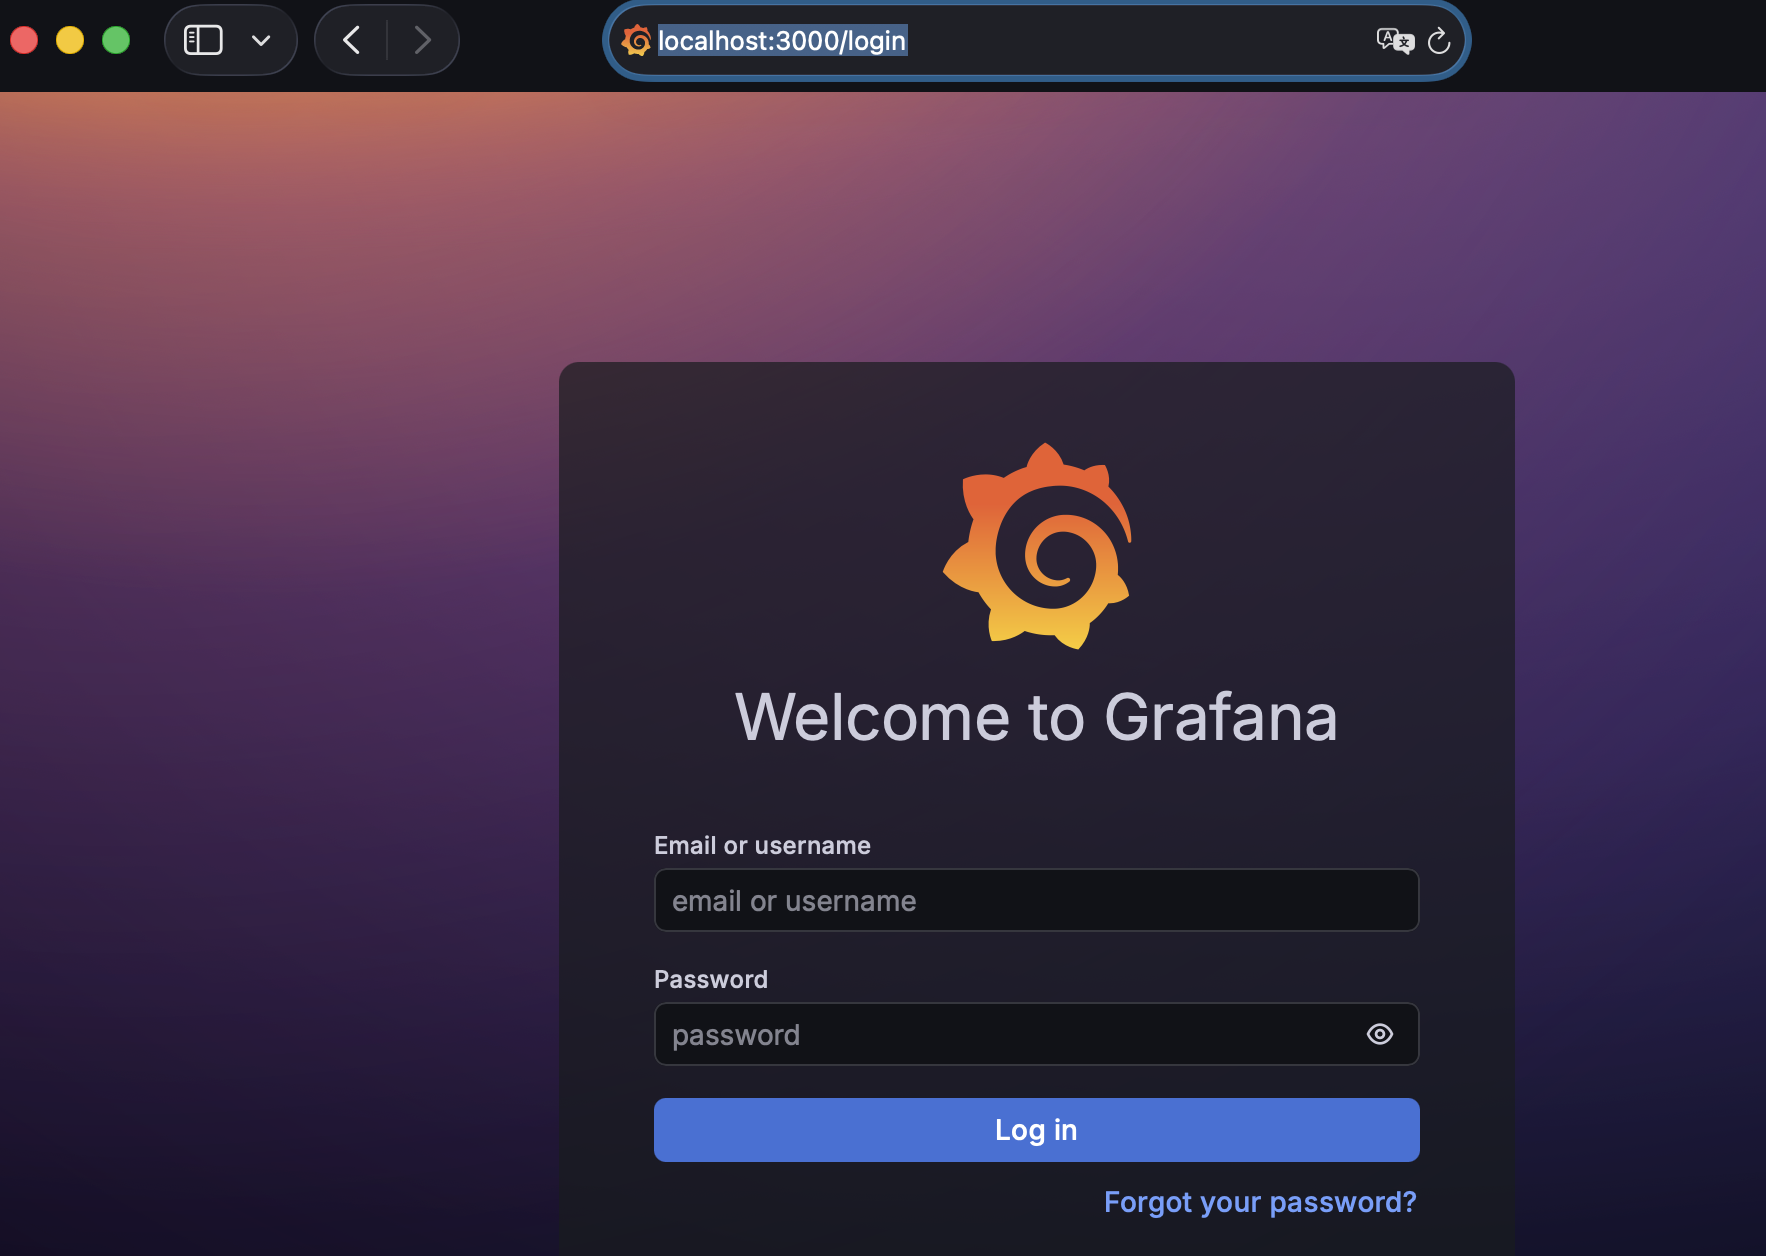 localhost:3000/login
Welcome to Grafana
Email or username
email or username
Password
password
Log in
Forgot your password?